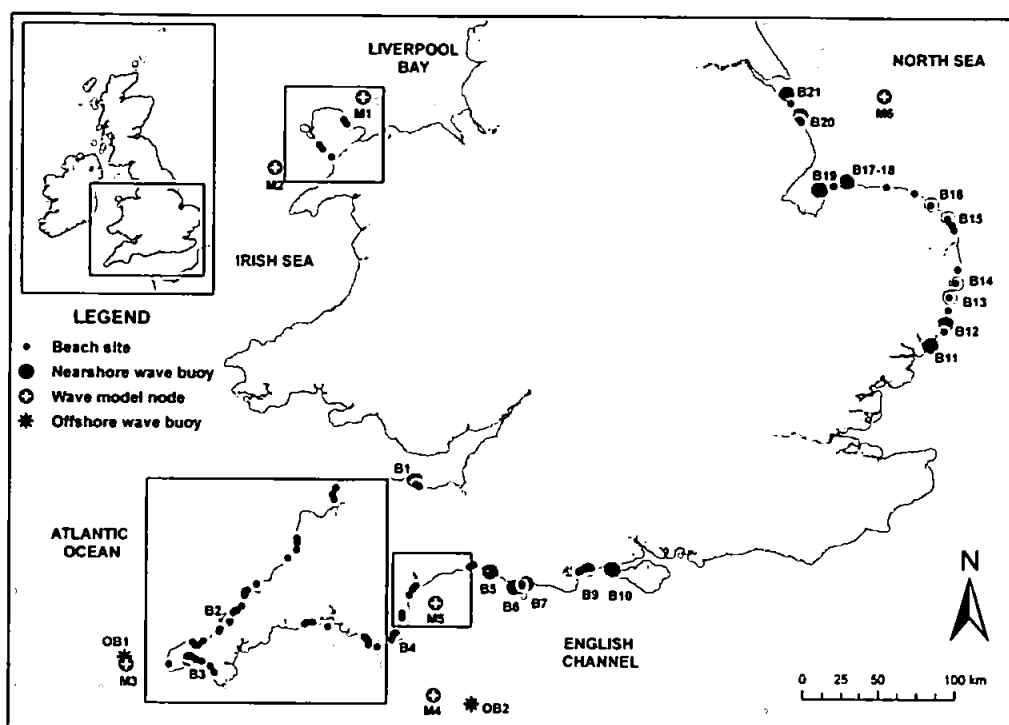 LIVERPOOL
BAY
NORTH SEA
M1
B21
M6
B20
M2
B19
B17-18
B16
B15
IRISH SEA
B14
B13
B12
B11
LEGEND
Beach site
Nearshore wave buoy
Wave model node
Offshore wave buoy
B1
ATLANTIC
OCEAN
N
B2
B5
B6
B7
B9
B10
M5
OB1
B3
B4
M3
ENGLISH
CHANNEL
M4
OB2
0 25 50 100 km